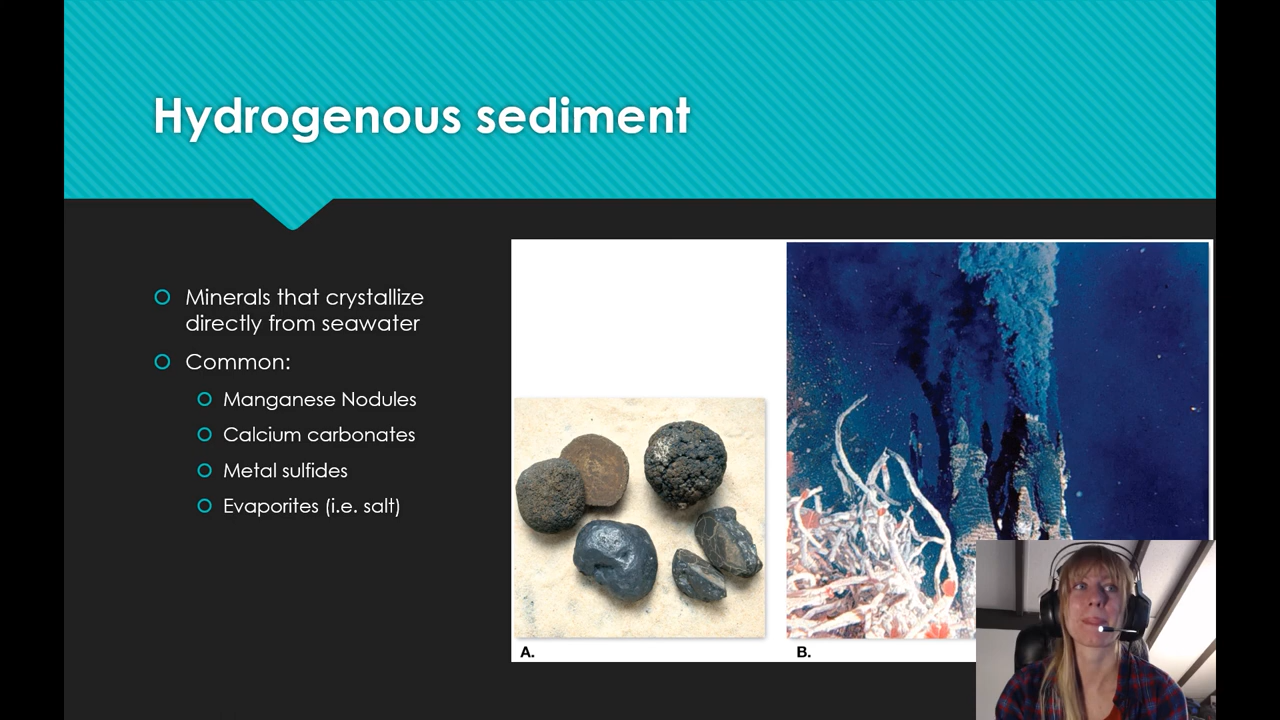 Hydrogenous sediment
Minerals that crystallize
directly from seawater
Common:
Manganese Nodules
Calcium carbonates
Metal sulfides
Evaporites (i.e. salt)
A.
B.